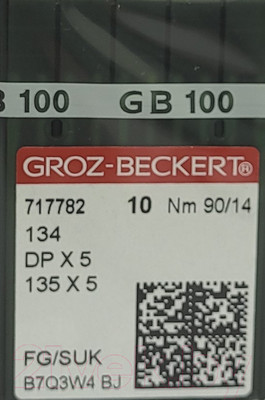 B 100 GB 100
GROZ-BECKERT®
717782 10 Nm 90/14
134
DP X 5
135 X 5
FG/SUK
B7Q3W4 BJ